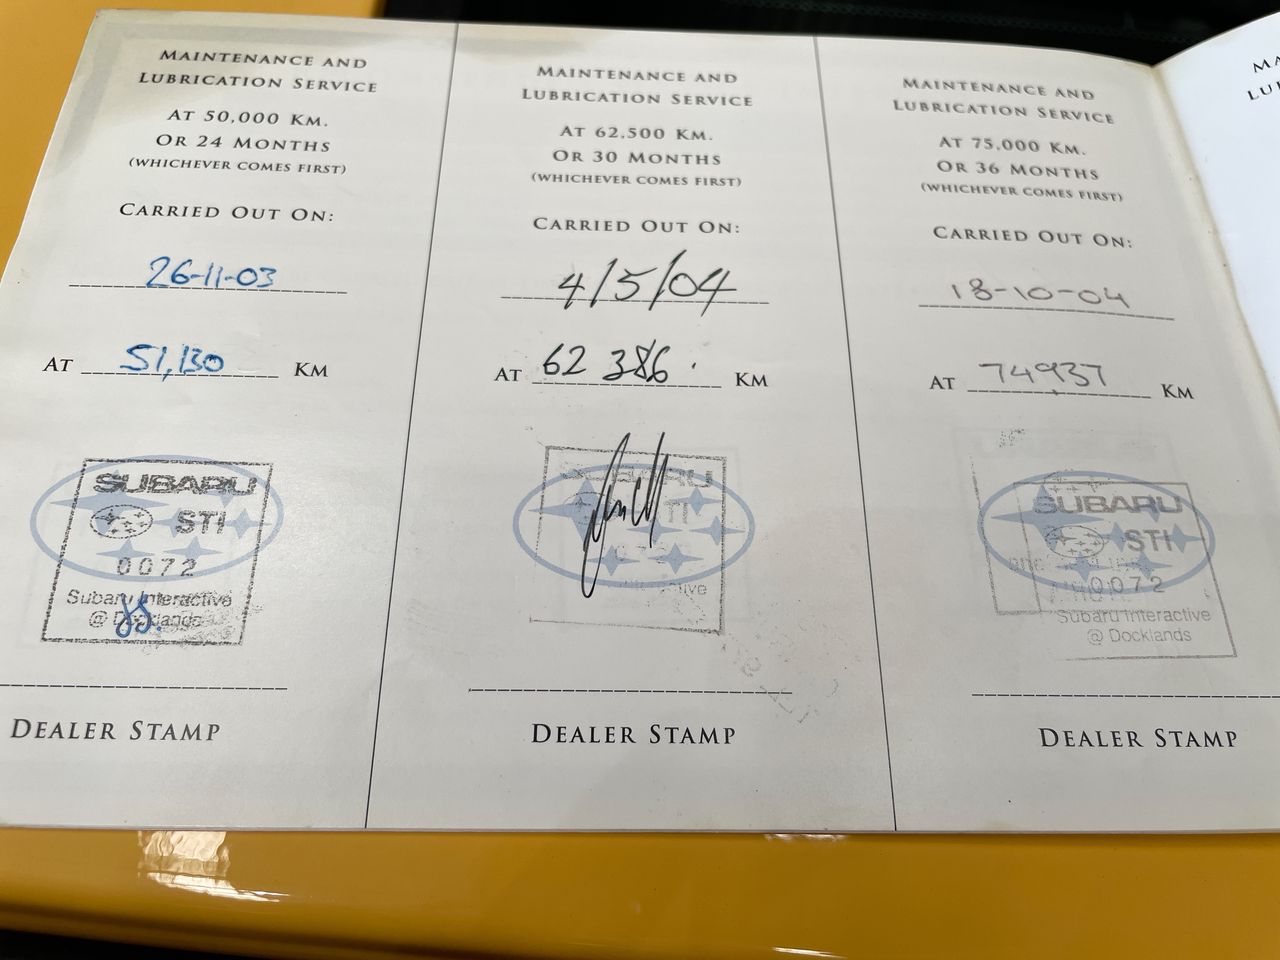 MAINTENANCE AND
LUBRICATION SERVICE
AT 50,000 KM.
OR 24 MONTHS
(WHICHEVER COMES FIRST)
CARRIED OUT ON:
26-11-03
AT 51,130 KM
SUBARU
STI
0072
Subaru Interactive
@ Docklands
DEALER STAMP
MAINTENANCE AND
LUBRICATION SERVICE
AT 62,500 KM.
OR 30 MONTHS
(WHICHEVER COMES FIRST)
CARRIED OUT ON:
4/5/04
AT 62 386 KM
DEALER STAMP
MAINTENANCE AND
LUBRICATION SERVICE
AT 75,000 KM.
OR 36 MONTHS
(WHICHEVER COMES FIRST)
CARRIED OUT ON:
18-10-04
AT 74937 KM
SUBARU
STI
0072
Subaru Interactive
@ Docklands
DEALER STAMP